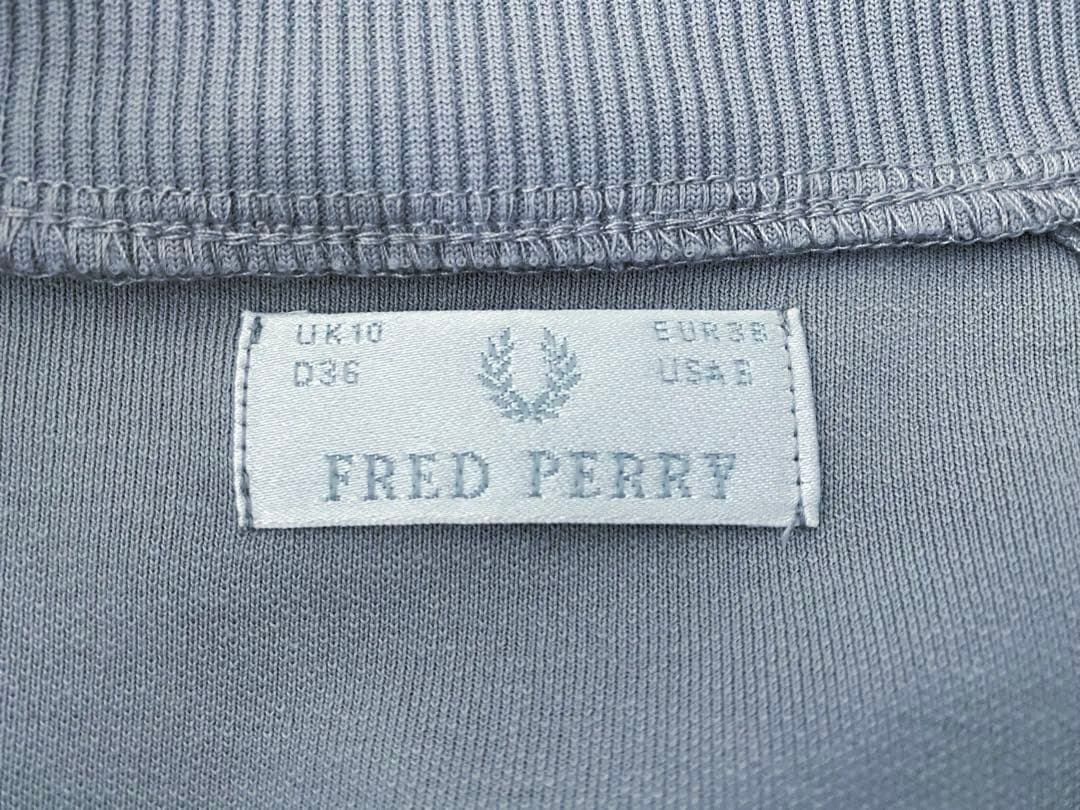 UK10 EUR38
D36 USA8
FRED PERRY